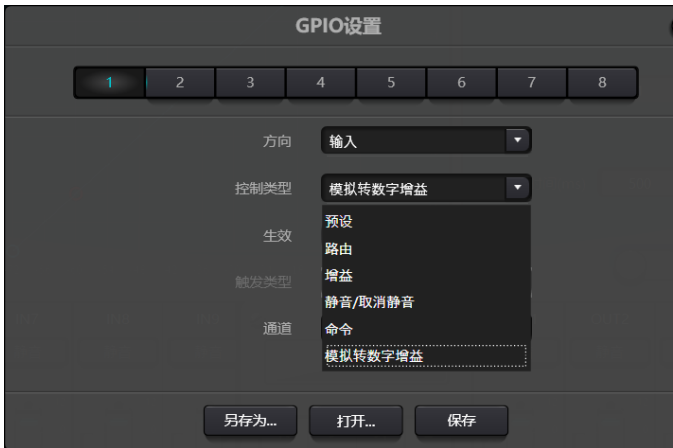 GPIO设置
1 2 3 4 5 6 7 8
方向 输入
控制类型 模拟转数字增益
预设
生效
路由
增益
触发类型
静音/取消静音
通道 命令
模拟转数字增益
另存为... 打开... 保存